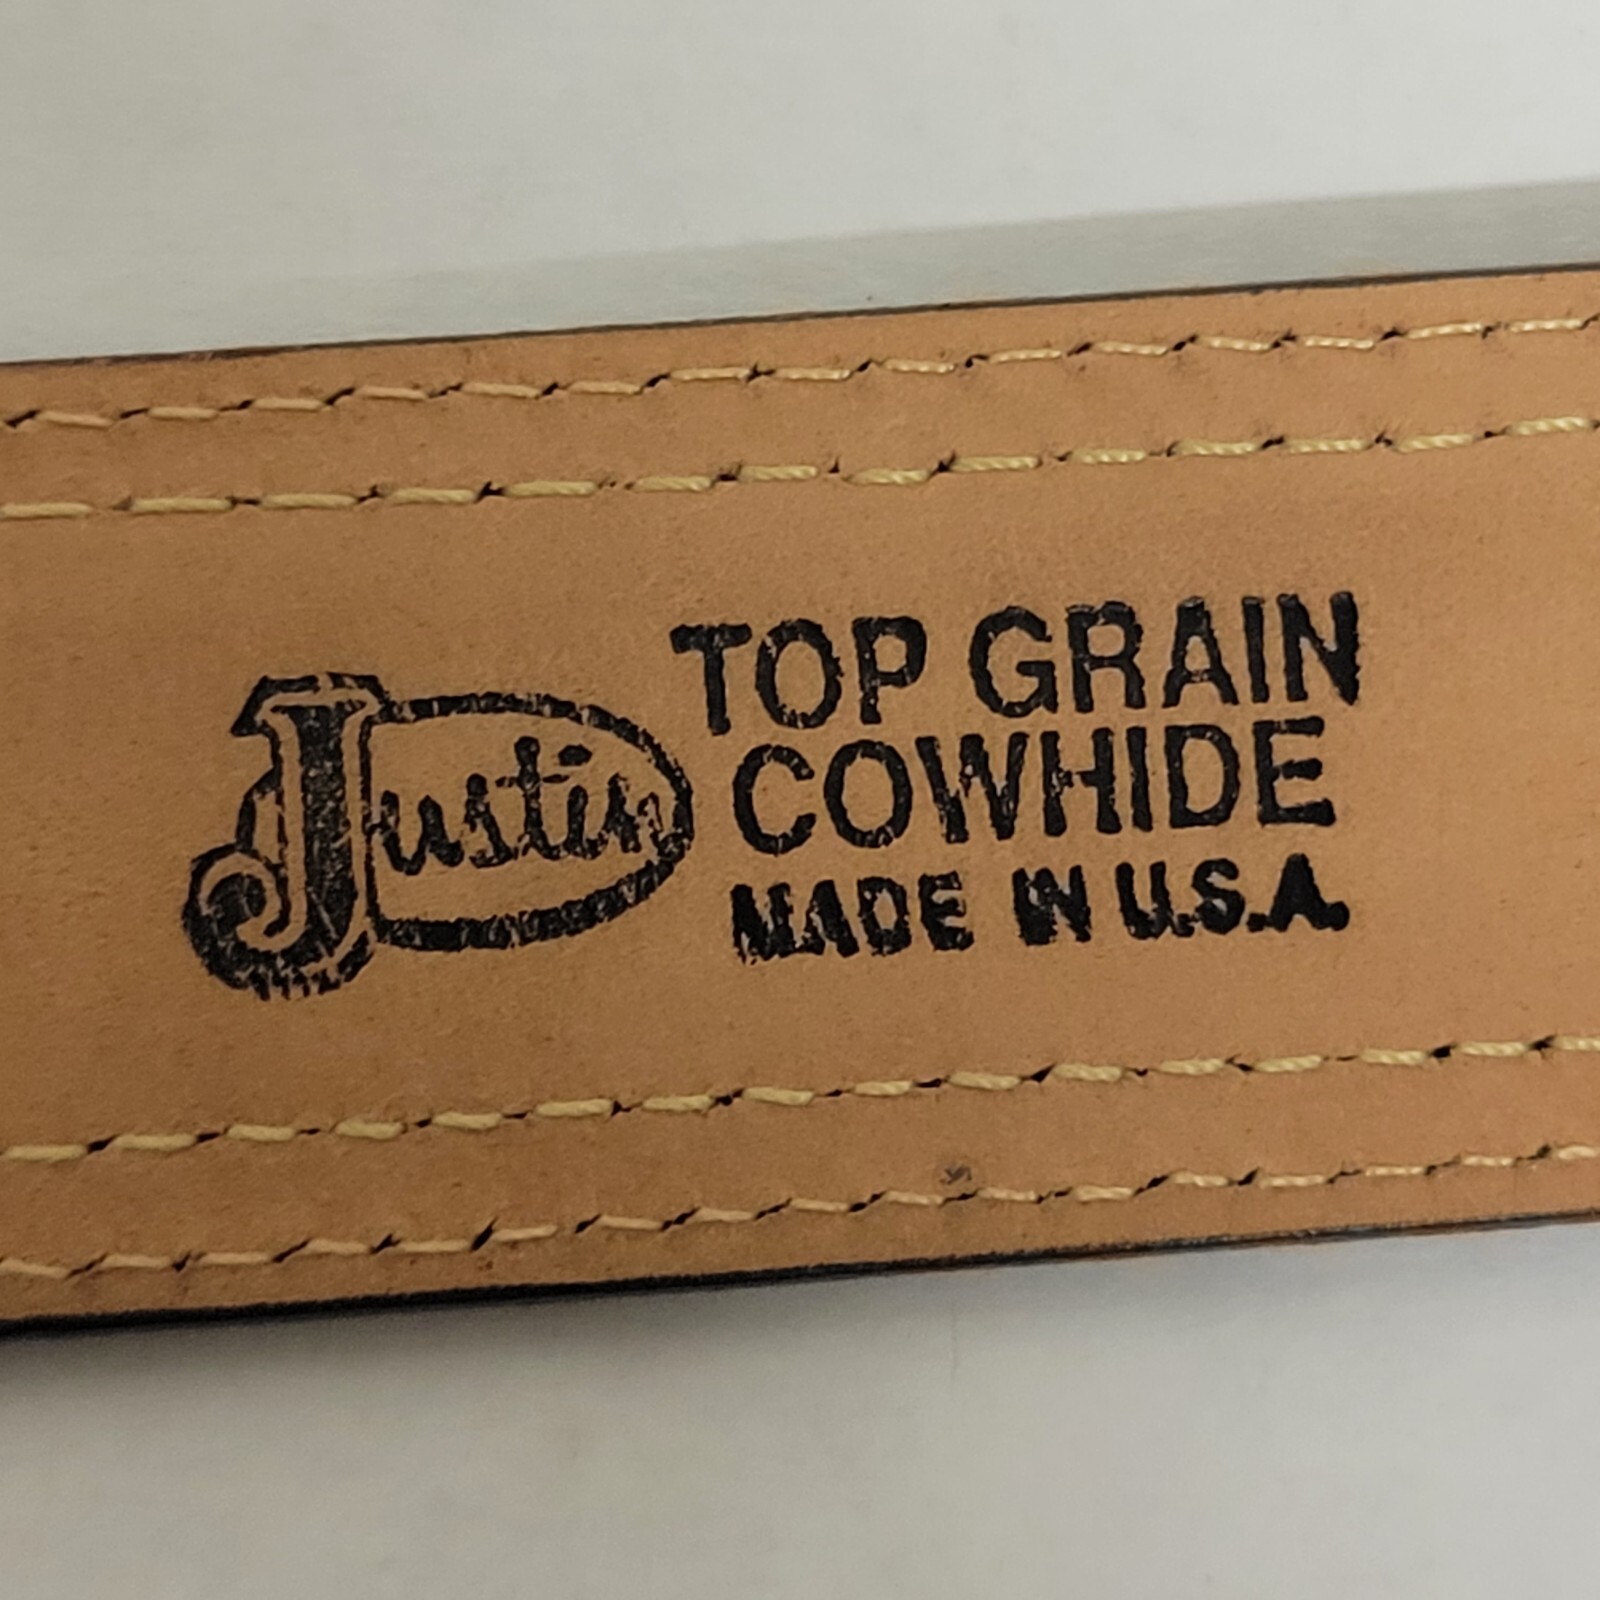 Justin
TOP GRAIN
COWHIDE
MADE IN U.S.A.